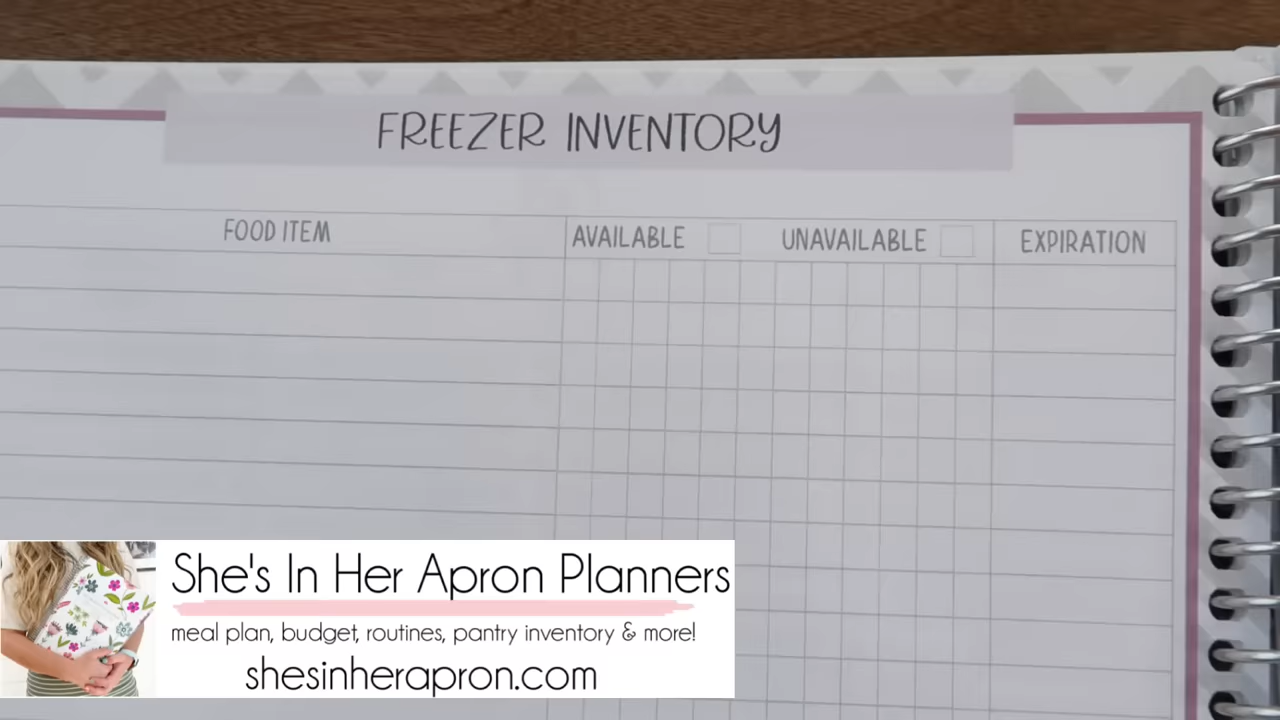 FREEZER INVENTORY
FOOD ITEM AVAILABLE UNAVAILABLE EXPIRATION
She's In Her Apron Planners
meal plan, budget, routines, pantry inventory & more!
shesinherapron.com